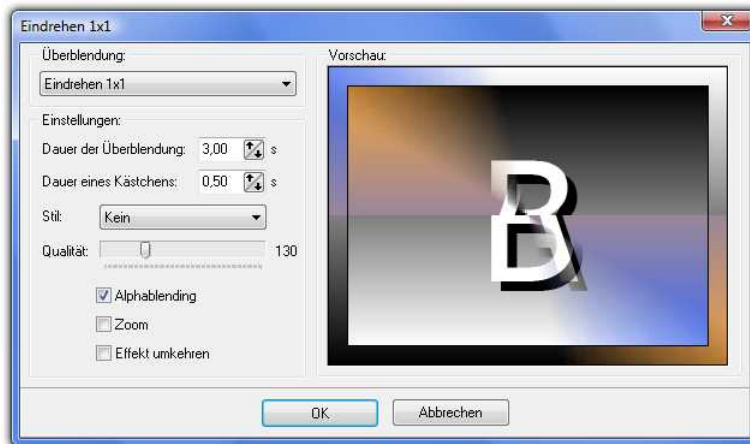 Eindrehen 1x1
Überblendung:
Eindrehen 1x1
Einstellungen:
Dauer der Überblendung: 3,00 s
Dauer eines Kästchens: 0,50 s
Stil: Kein
Qualität: 130
Alphablending
Zoom
Effekt umkehren
Vorschau:
B
A
OK Abbrechen